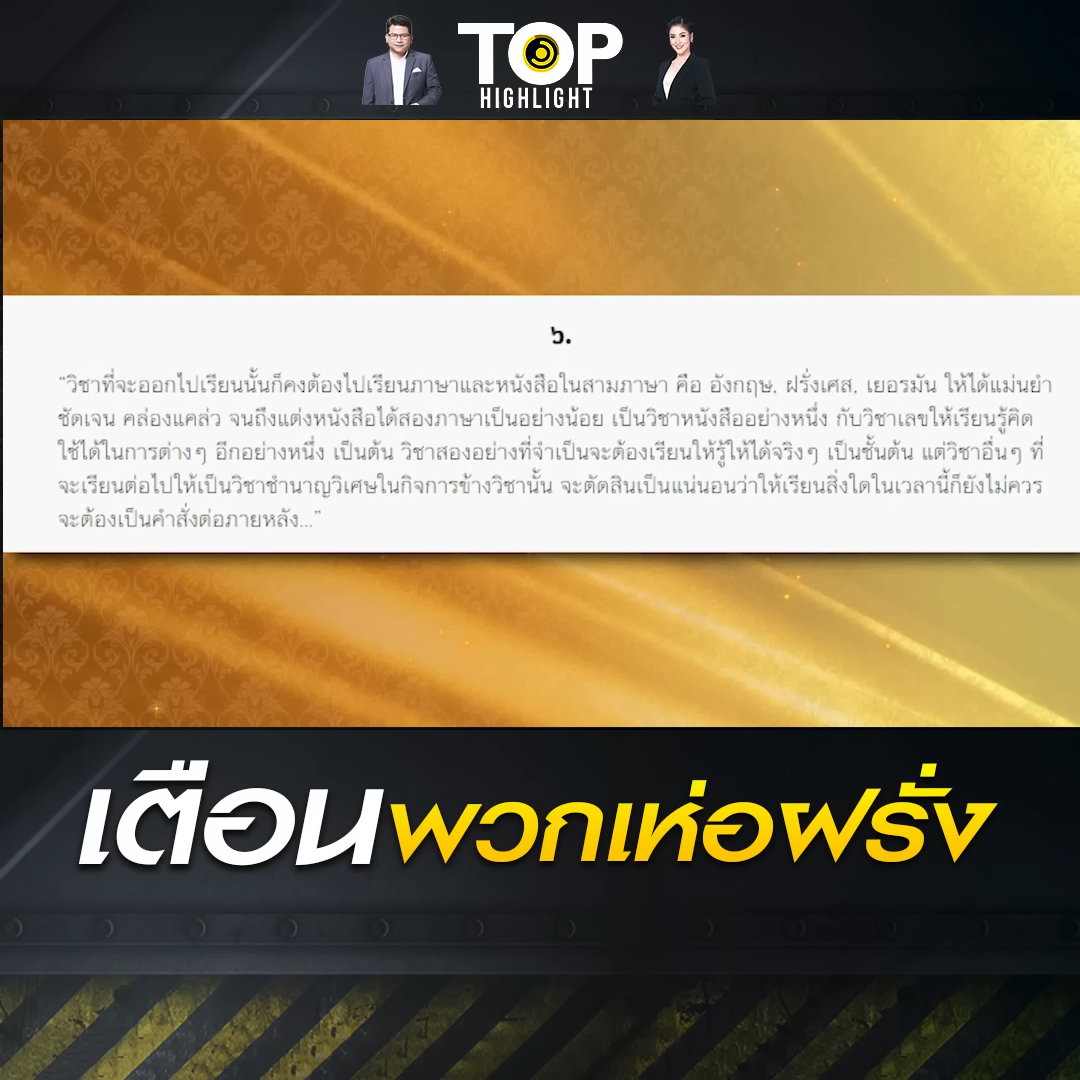 TOP
HIGHLIGHT
๖.
"วิชาที่จะออกไปเรียนนั้นก็คงต้องไปเรียนภาษาและหนังสือในสามภาษา คือ อังกฤษ, ฝรั่งเศส, เยอรมัน ให้ได้แม่นยำ
ชัดเจน คล่องแคล่ว จนถึงแต่งหนังสือได้สองภาษาเป็นอย่างน้อย เป็นวิชาหนังสืออย่างหนึ่ง กับวิชาเลขให้เรียนรู้คิด
ใช้ได้ในการต่างๆ อีกอย่างหนึ่ง เป็นต้น วิชาสองอย่างที่จำเป็นจะต้องเรียนให้รู้ให้ได้จริงๆ เป็นชั้นต้น แต่วิชาอื่นๆ ที่
จะเรียนต่อไปให้เป็นวิชาชำนาญวิเศษในกิจการข้างวิชานั้น จะตัดสินเป็นแน่นอนว่าให้เรียนสิ่งใดในเวลานี้ก็ยังไม่ควร
จะต้องเป็นคำสั่งต่อภายหลัง..."
เตือนพวกเห่อฝรั่ง